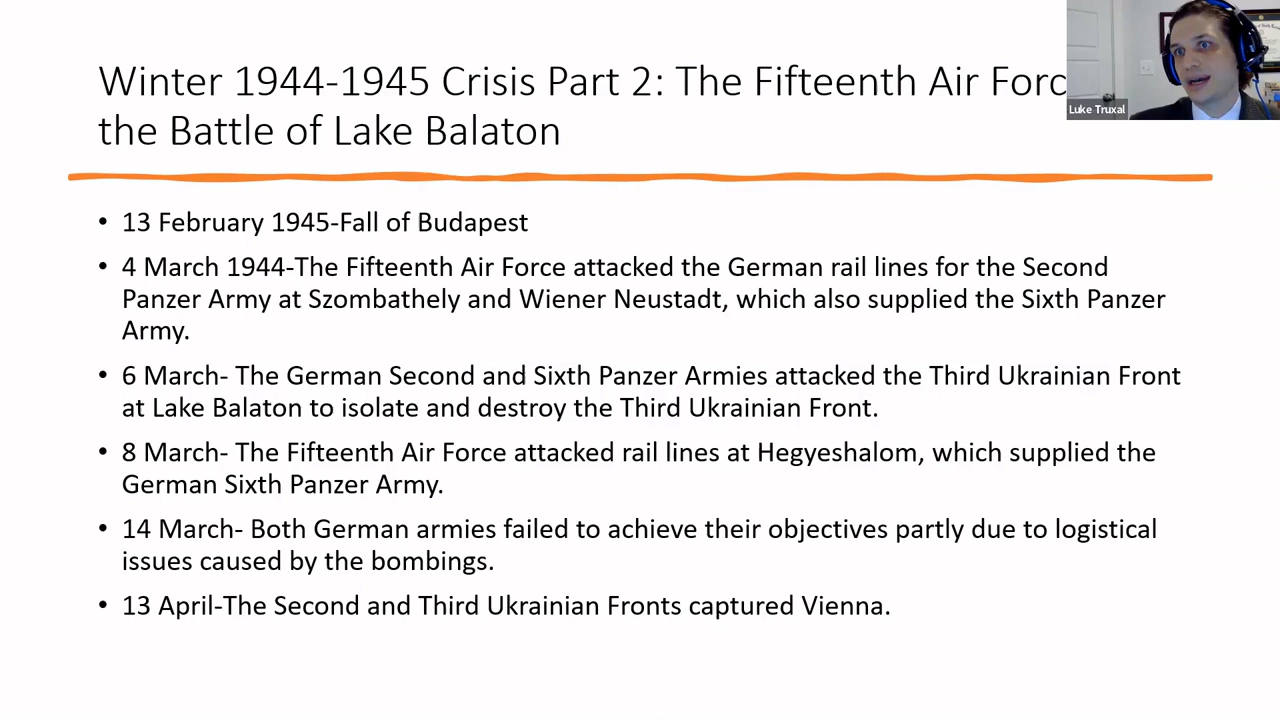 Winter 1944-1945 Crisis Part 2: The Fifteenth Air Forc
the Battle of Lake Balaton
Luke Truxal
• 13 February 1945-Fall of Budapest
• 4 March 1944-The Fifteenth Air Force attacked the German rail lines for the Second
Panzer Army at Szombathely and Wiener Neustadt, which also supplied the Sixth Panzer
Army.
• 6 March- The German Second and Sixth Panzer Armies attacked the Third Ukrainian Front
at Lake Balaton to isolate and destroy the Third Ukrainian Front.
• 8 March- The Fifteenth Air Force attacked rail lines at Hegyeshalom, which supplied the
German Sixth Panzer Army.
• 14 March- Both German armies failed to achieve their objectives partly due to logistical
issues caused by the bombings.
• 13 April-The Second and Third Ukrainian Fronts captured Vienna.